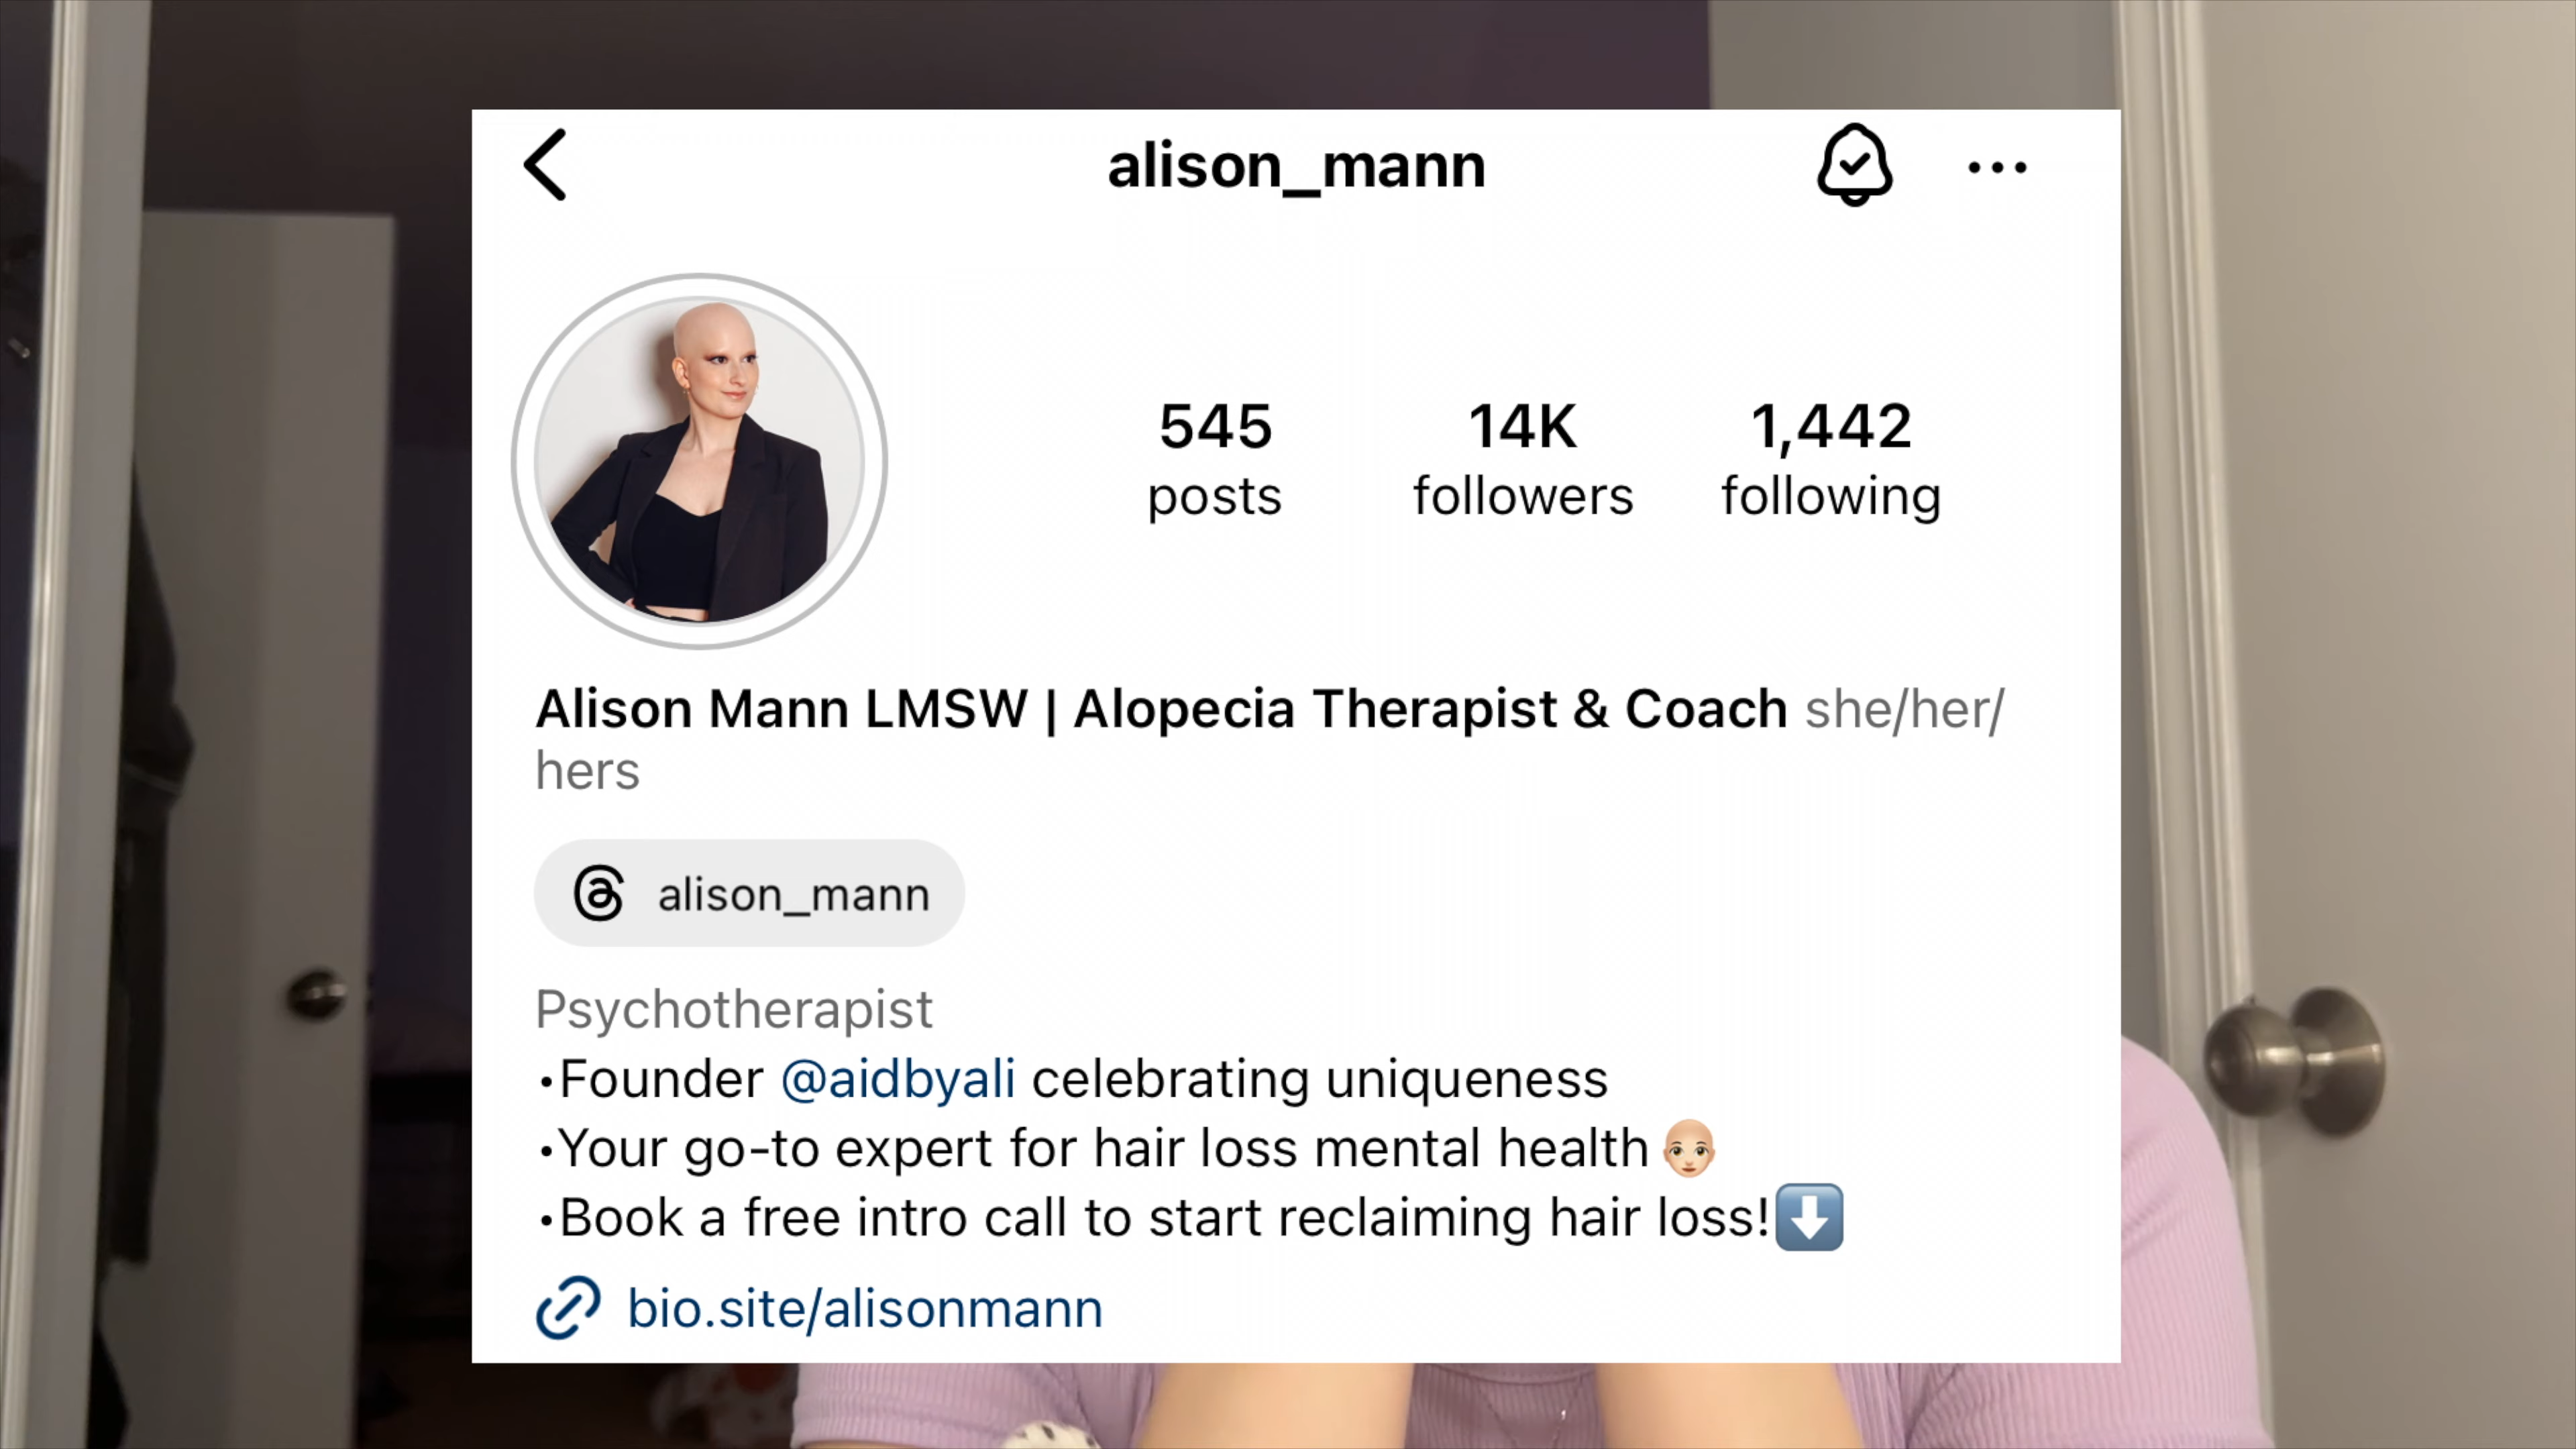 alison_mann
545 14K 1,442
posts followers following
Alison Mann LMSW | Alopecia Therapist & Coach she/her/
hers
alison_mann
Psychotherapist
•Founder @aidbyali celebrating uniqueness
•Your go-to expert for hair loss mental health
•Book a free intro call to start reclaiming hair loss!
bio.site/alisonmann